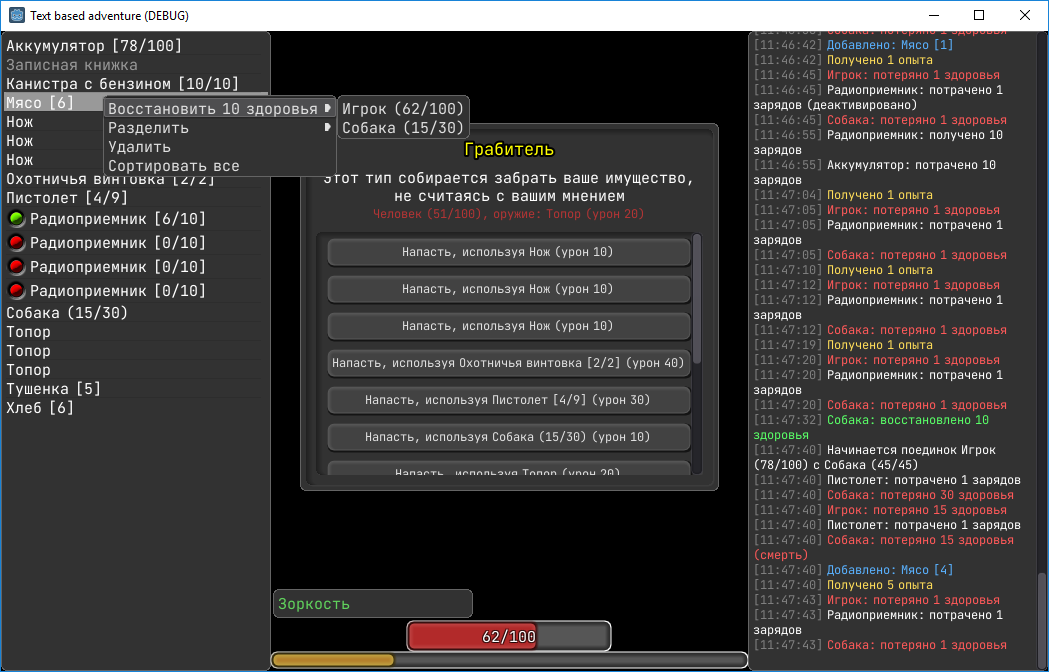 Text based adventure (DEBUG)
Аккумулятор [78/100]
Записная книжка
Канистра с бензином [10/10]
Мясо [6]
Нож
Нож
Нож
Охотничья винтовка [2/2]
Пистолет [4/9]
Радиоприемник [6/10]
Радиоприемник [0/10]
Радиоприемник [0/10]
Радиоприемник [0/10]
Собака (15/30)
Топор
Топор
Топор
Тушенка [5]
Хлеб [6]
Восстановить 10 здоровья
Разделить
Удалить
Сортировать все
Игрок (62/100)
Собака (15/30)
Грабитель
Этот тип собирается забрать ваше имущество,
не считаясь с вашим мнением
Человек (51/100), оружие: Топор (урон 20)
Напасть, используя Нож (урон 10)
Напасть, используя Нож (урон 10)
Напасть, используя Нож (урон 10)
Напасть, используя Охотничья винтовка [2/2] (урон 40)
Напасть, используя Пистолет [4/9] (урон 30)
Напасть, используя Собака (15/30) (урон 10)
Напасть, используя Топор (урон 20)
Зоркость
62/100
[11:46:42] Добавлено: Мясо [1]
[11:46:42] Получено 1 опыта
[11:46:45] Игрок: потеряно 1 здоровья
[11:46:45] Радиоприемник: потрачено 1
зарядов (деактивировано)
[11:46:45] Собака: потеряно 1 здоровья
[11:46:55] Радиоприемник: получено 10
зарядов
[11:46:55] Аккумулятор: потрачено 10
зарядов
[11:47:04] Получено 1 опыта
[11:47:05] Игрок: потеряно 1 здоровья
[11:47:05] Радиоприемник: потрачено 1
зарядов
[11:47:05] Собака: потеряно 1 здоровья
[11:47:10] Получено 1 опыта
[11:47:12] Игрок: потеряно 1 здоровья
[11:47:12] Радиоприемник: потрачено 1
зарядов
[11:47:12] Собака: потеряно 1 здоровья
[11:47:19] Получено 1 опыта
[11:47:20] Игрок: потеряно 1 здоровья
[11:47:20] Радиоприемник: потрачено 1
зарядов
[11:47:20] Собака: потеряно 1 здоровья
[11:47:32] Собака: восстановлено 10
здоровья
[11:47:40] Начинается поединок Игрок
(78/100) с Собака (45/45)
[11:47:40] Пистолет: потрачено 1 зарядов
[11:47:40] Собака: потеряно 30 здоровья
[11:47:40] Игрок: потеряно 15 здоровья
[11:47:40] Пистолет: потрачено 1 зарядов
[11:47:40] Собака: потеряно 15 здоровья
(смерть)
[11:47:40] Добавлено: Мясо [4]
[11:47:40] Получено 5 опыта
[11:47:43] Игрок: потеряно 1 здоровья
[11:47:43] Радиоприемник: потрачено 1
зарядов
[11:47:43] Собака: потеряно 1 здоровья